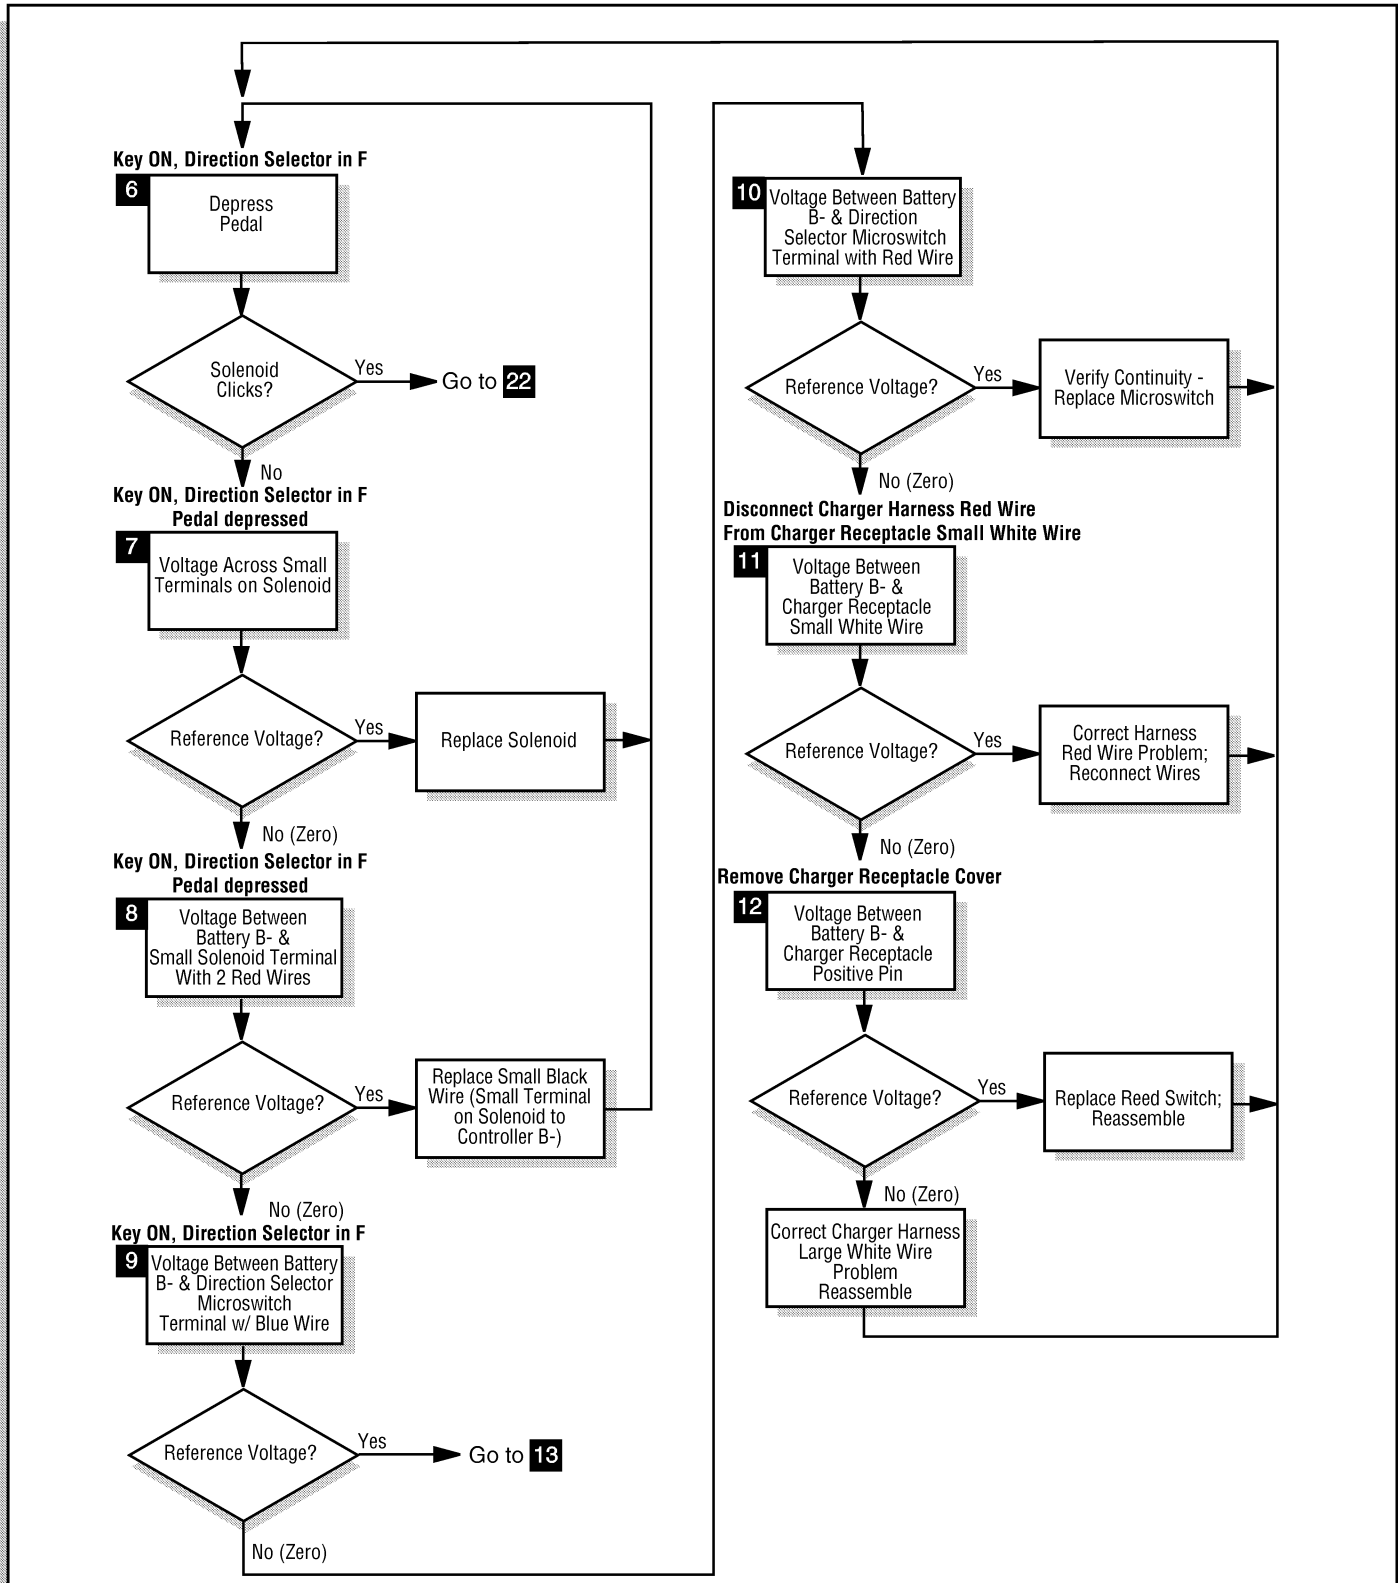 Key ON, Direction Selector in F
6
Depress
Pedal
Solenoid
Clicks?
Yes
Go to 22
No
Key ON, Direction Selector in F
Pedal depressed
7
Voltage Across Small
Terminals on Solenoid
Reference Voltage?
Yes
Replace Solenoid
No (Zero)
Key ON, Direction Selector in F
Pedal depressed
8
Voltage Between
Battery B- &
Small Solenoid Terminal
With 2 Red Wires
Reference Voltage?
Yes
Replace Small Black
Wire (Small Terminal
on Solenoid to
Controller B-)
No (Zero)
Key ON, Direction Selector in F
9
Voltage Between Battery
B- & Direction Selector
Microswitch
Terminal w/ Blue Wire
Reference Voltage?
Yes
Go to 13
No (Zero)
10
Voltage Between Battery
B- & Direction
Selector Microswitch
Terminal with Red Wire
Reference Voltage?
Yes
Verify Continuity -
Replace Microswitch
No (Zero)
Disconnect Charger Harness Red Wire
From Charger Receptacle Small White Wire
11
Voltage Between
Battery B- &
Charger Receptacle
Small White Wire
Reference Voltage?
Yes
Correct Harness
Red Wire Problem;
Reconnect Wires
No (Zero)
Remove Charger Receptacle Cover
12
Voltage Between
Battery B- &
Charger Receptacle
Positive Pin
Reference Voltage?
Yes
Replace Reed Switch;
Reassemble
No (Zero)
Correct Charger Harness
Large White Wire
Problem
Reassemble